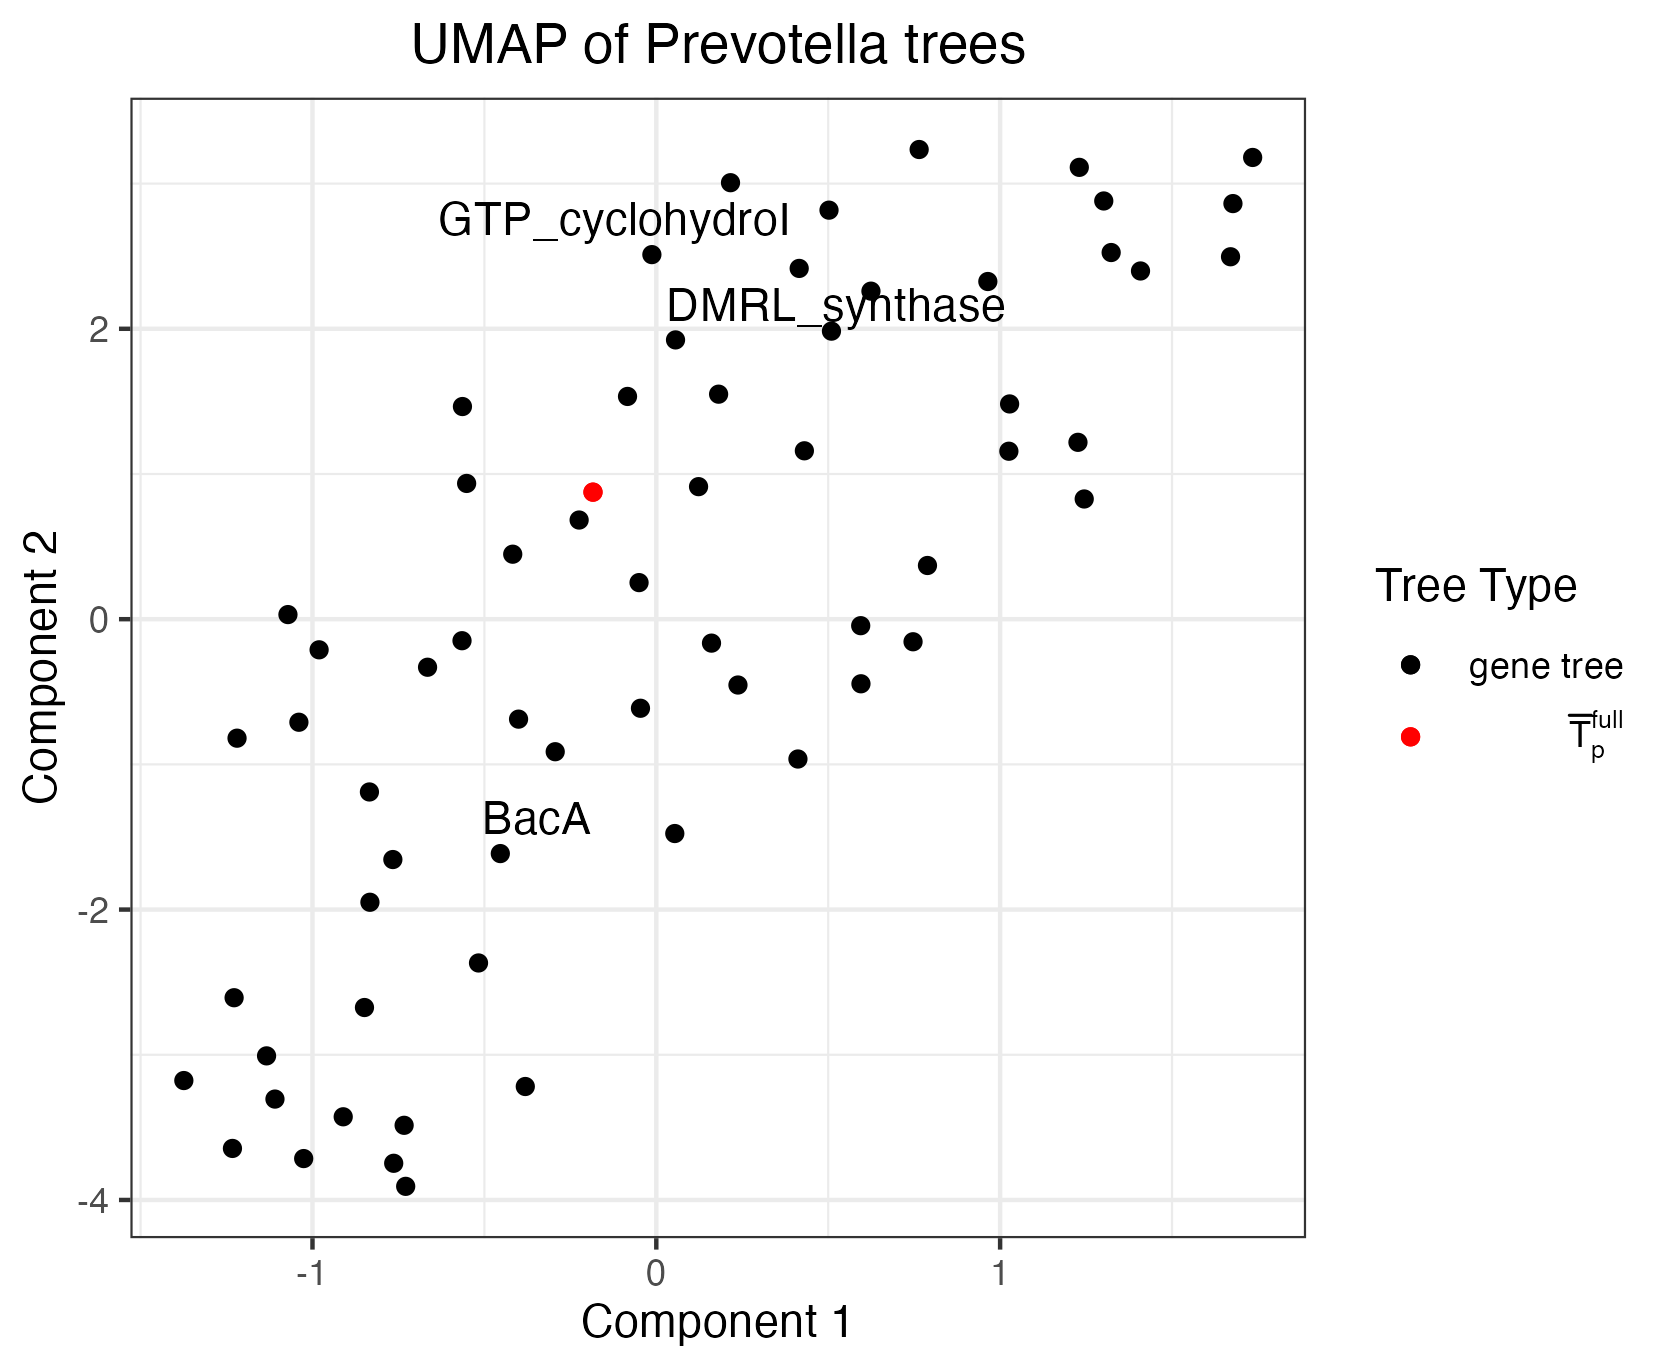 UMAP of Prevotella trees
GTP_cyclohydroI
DMRL_synthase
BacA
Component 2
2
0
-2
-4
-1
0
1
Component 1
Tree Type
gene tree
T̅ₚ^full